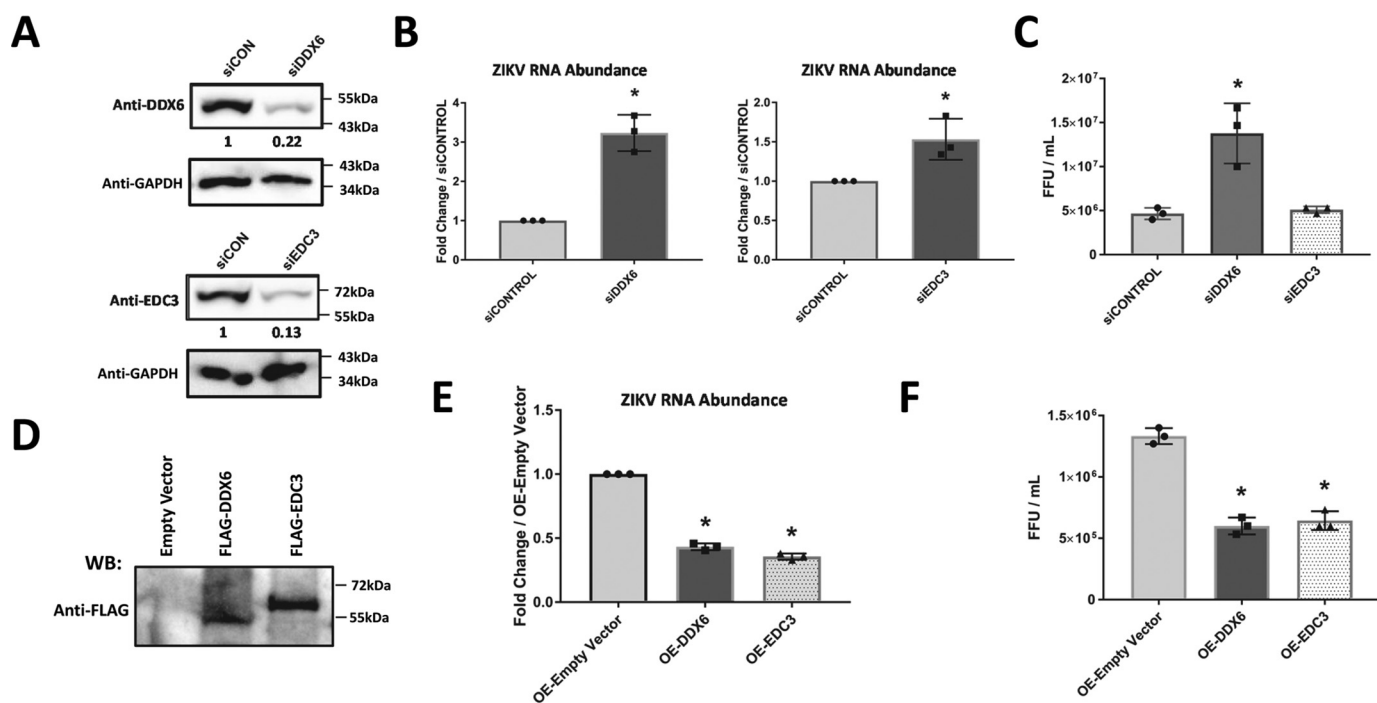 A
siCON
siDDX6
Anti-DDX6
55kDa
43kDa
1 0.22
Anti-GAPDH
43kDa
34kDa
siCON
siEDC3
Anti-EDC3
72kDa
55kDa
1 0.13
Anti-GAPDH
43kDa
34kDa
B
ZIKV RNA Abundance
Fold Change / siCONTROL
4
3
2
1
0
*
siCONTROL
siDDX6
ZIKV RNA Abundance
Fold Change / siCONTROL
2.0
1.5
1.0
0.5
0.0
*
siCONTROL
siEDC3
C
FFU / mL
2×10⁷
1.5×10⁷
1×10⁷
5×10⁶
0
*
siCONTROL
siDDX6
siEDC3
D
Empty Vector
FLAG-DDX6
FLAG-EDC3
WB:
Anti-FLAG
72kDa
55kDa
E
ZIKV RNA Abundance
Fold Change / OE-Empty Vector
1.5
1.0
0.5
0.0
*
*
OE-Empty Vector
OE-DDX6
OE-EDC3
F
FFU / mL
1.5×10⁶
1×10⁶
5×10⁵
0
*
*
OE-Empty Vector
OE-DDX6
OE-EDC3